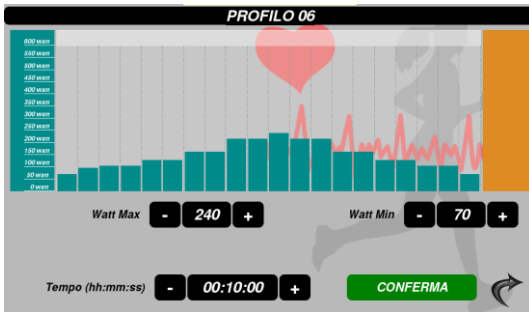 PROFILO 06
600 watt
550 watt
500 watt
450 watt
400 watt
350 watt
300 watt
250 watt
200 watt
150 watt
100 watt
50 watt
0 watt
Watt Max - 240 + Watt Min - 70 +
Tempo (hh:mm:ss) - 00:10:00 + CONFERMA